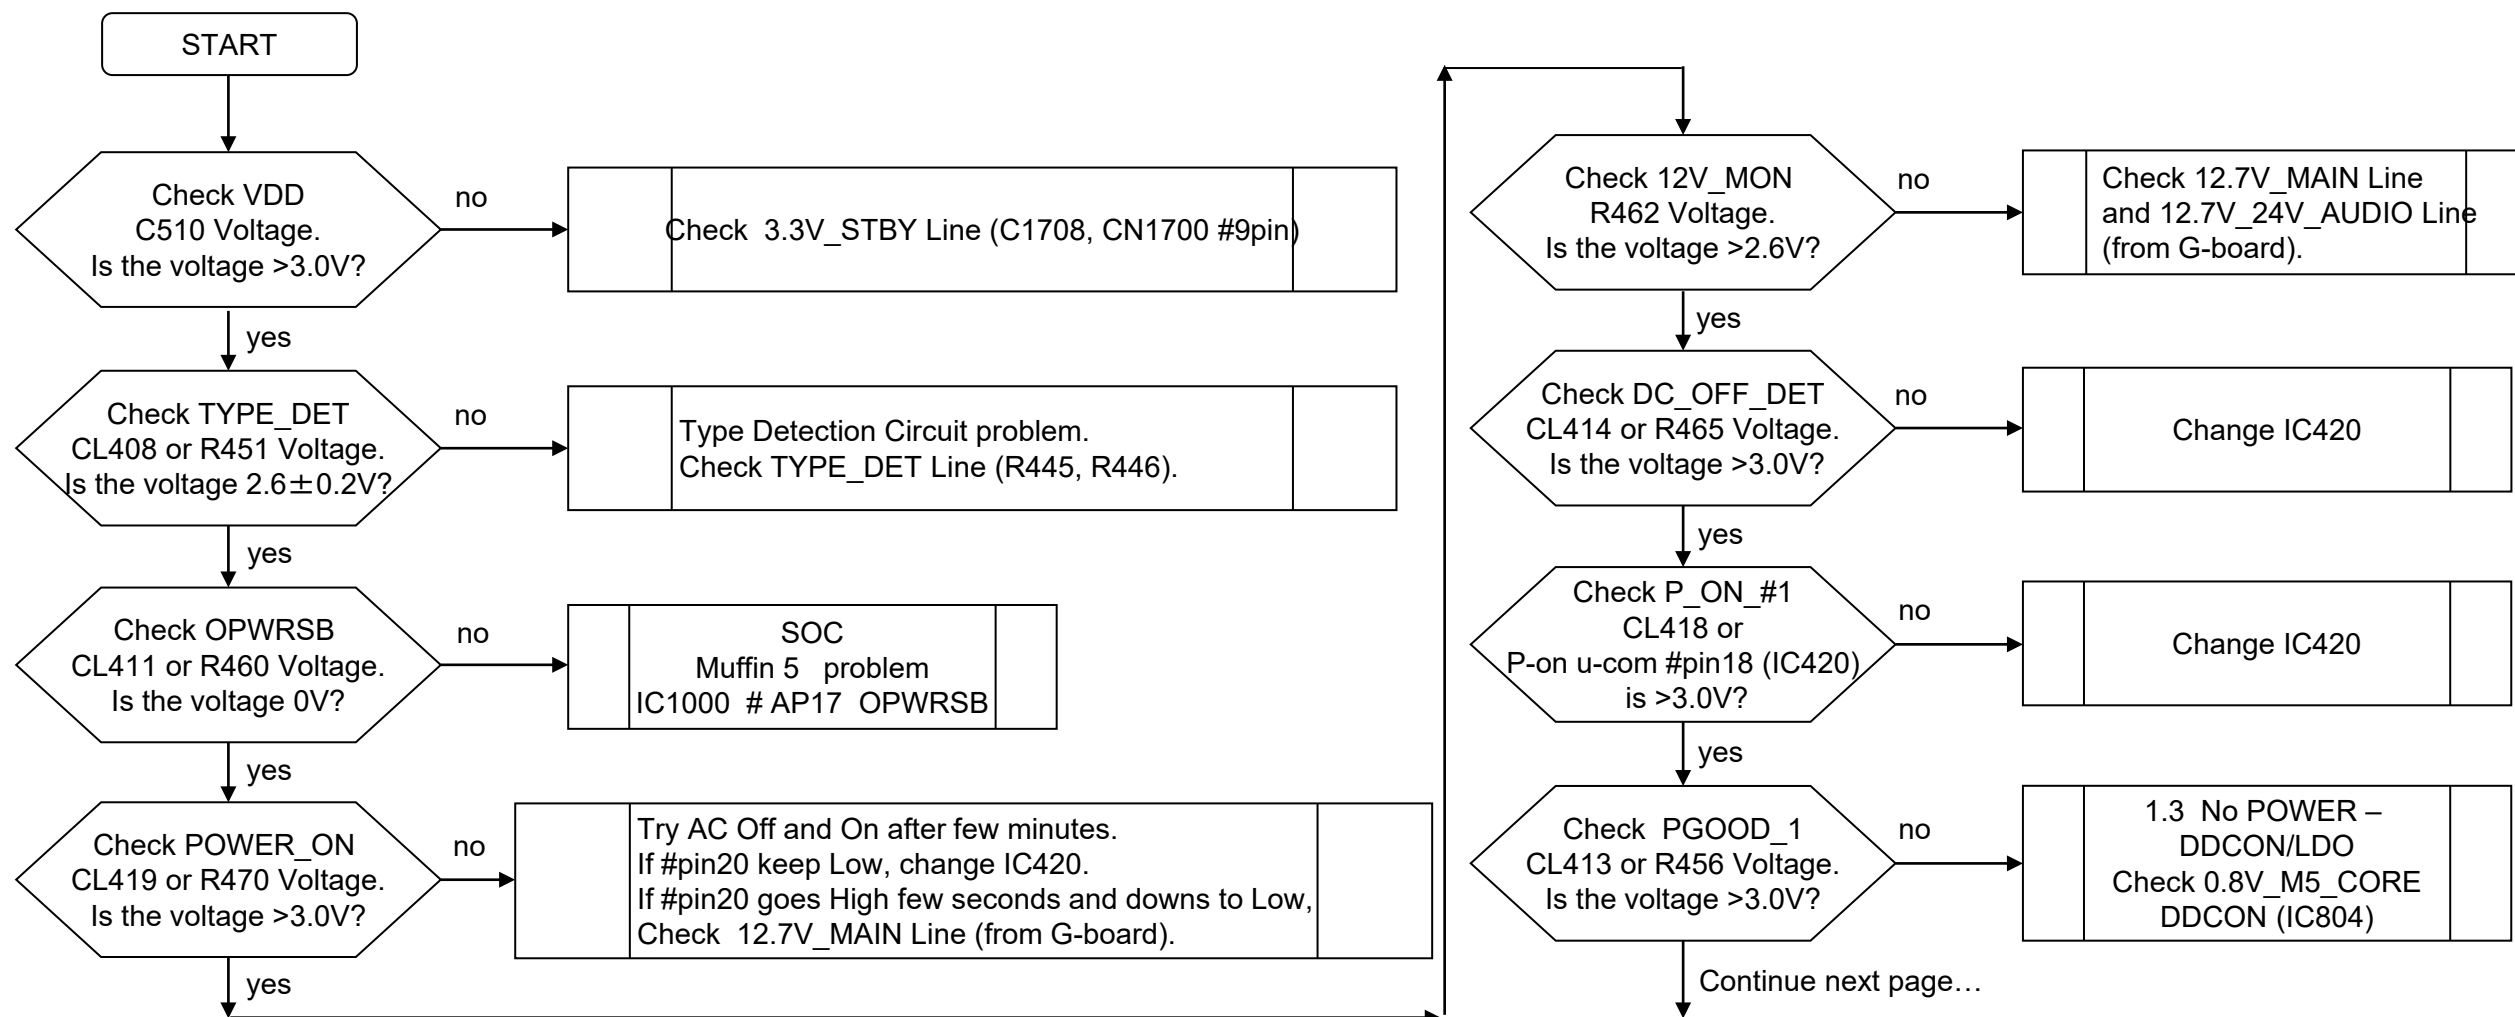 START
Check VDD
C510 Voltage.
Is the voltage >3.0V?
no
Check  3.3V_STBY Line (C1708, CN1700 #9pin)
yes
Check TYPE_DET
CL408 or R451 Voltage.
Is the voltage 2.6±0.2V?
no
Type Detection Circuit problem.
Check TYPE_DET Line (R445, R446).
yes
Check OPWRSB
CL411 or R460 Voltage.
Is the voltage 0V?
no
SOC
Muffin 5   problem
IC1000  # AP17  OPWRSB
yes
Check POWER_ON
CL419 or R470 Voltage.
Is the voltage >3.0V?
no
Try AC Off and On after few minutes.
If #pin20 keep Low, change IC420.
If #pin20 goes High few seconds and downs to Low,
Check  12.7V_MAIN Line (from G-board).
yes
Check 12V_MON
R462 Voltage.
Is the voltage >2.6V?
no
Check 12.7V_MAIN Line
and 12.7V_24V_AUDIO Line
(from G-board).
yes
Check DC_OFF_DET
CL414 or R465 Voltage.
Is the voltage >3.0V?
no
Change IC420
yes
Check P_ON_#1
CL418 or
P-on u-com #pin18 (IC420)
is >3.0V?
no
Change IC420
yes
Check  PGOOD_1
CL413 or R456 Voltage.
Is the voltage >3.0V?
no
1.3  No POWER –
DDCON/LDO
Check 0.8V_M5_CORE
DDCON (IC804)
Continue next page…